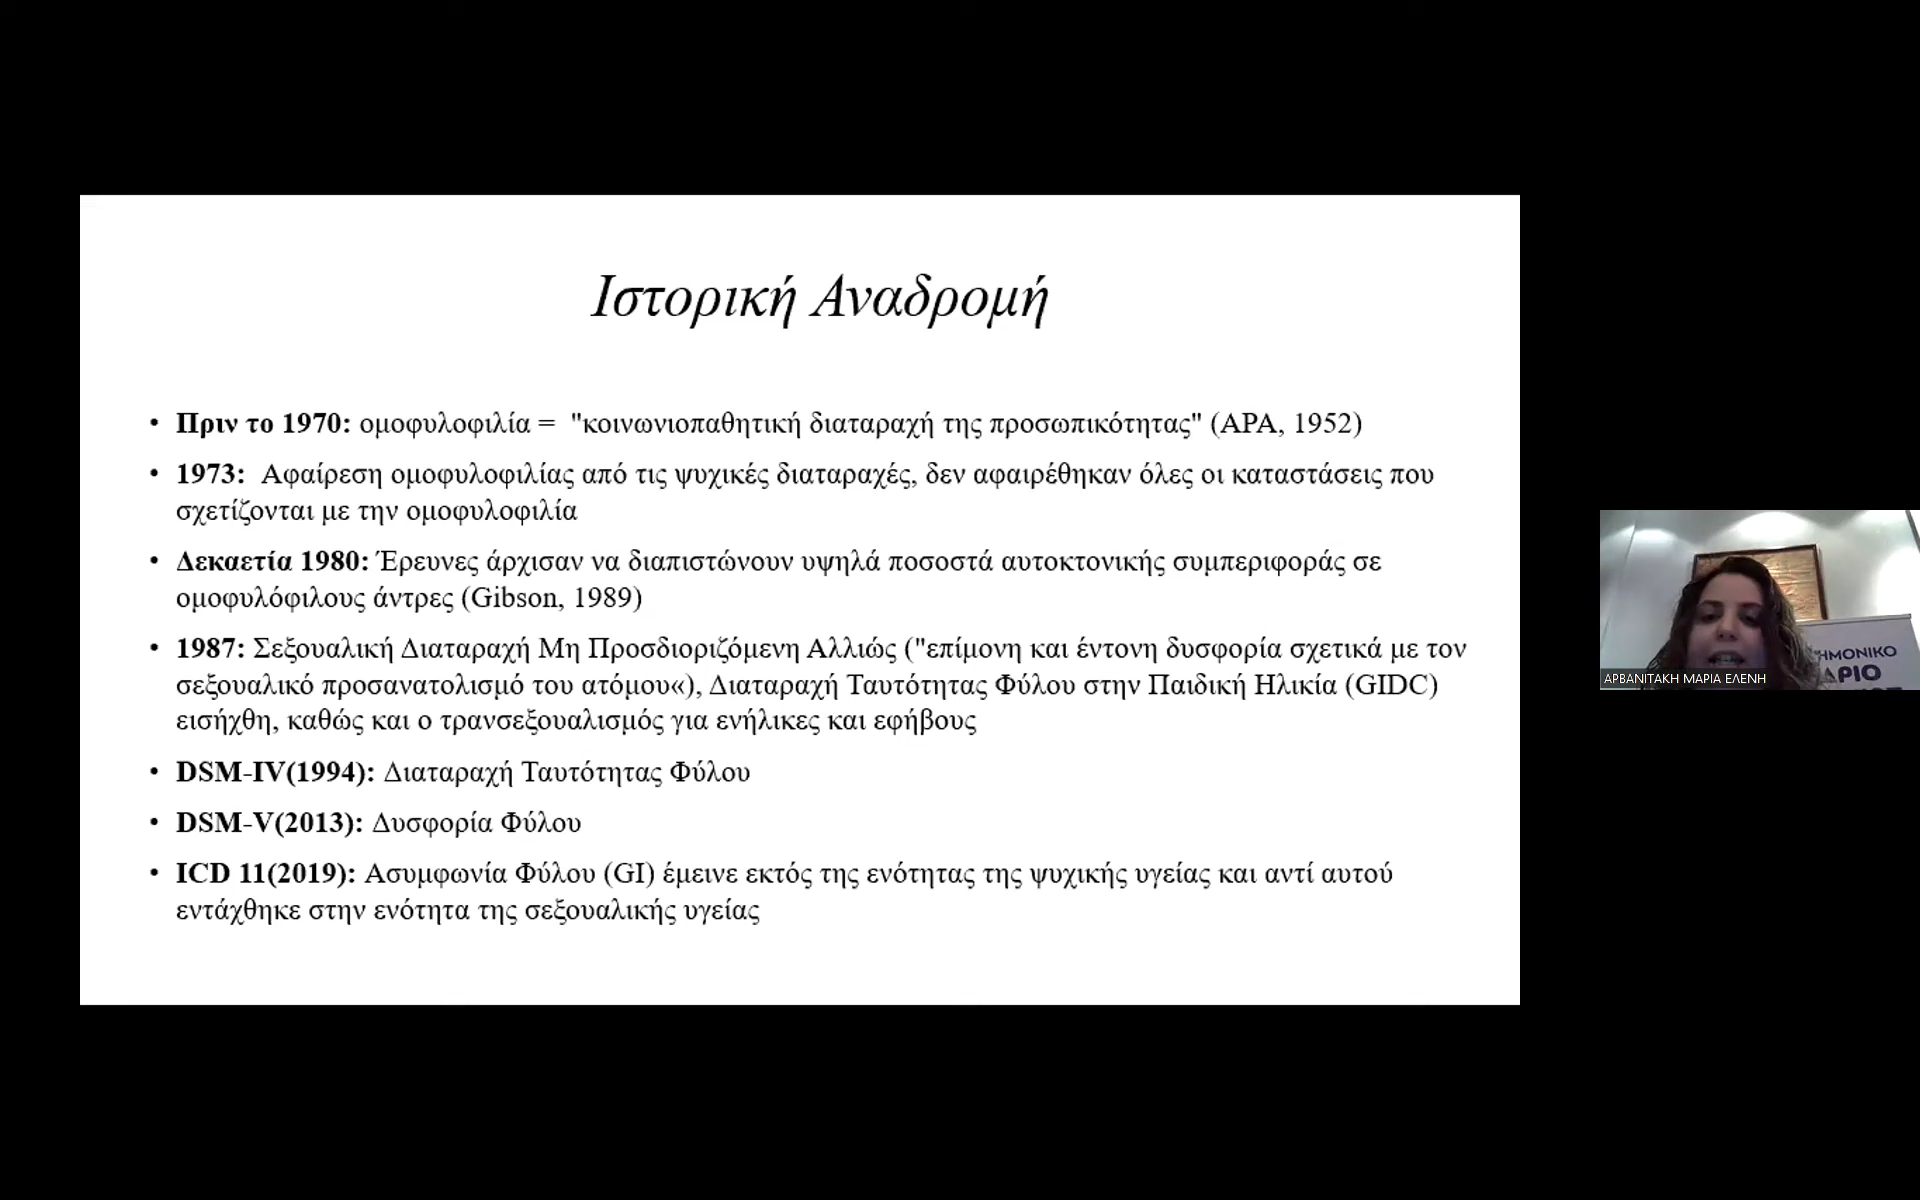 Ιστορική Αναδρομή
• Πριν το 1970: ομοφυλοφιλία = "κοινωνιοπαθητική διαταραχή της προσωπικότητας" (APA, 1952)
• 1973: Αφαίρεση ομοφυλοφιλίας από τις ψυχικές διαταραχές, δεν αφαιρέθηκαν όλες οι καταστάσεις που
σχετίζονται με την ομοφυλοφιλία
• Δεκαετία 1980: Έρευνες άρχισαν να διαπιστώνουν υψηλά ποσοστά αυτοκτονικής συμπεριφοράς σε
ομοφυλόφιλους άντρες (Gibson, 1989)
• 1987: Σεξουαλική Διαταραχή Μη Προσδιοριζόμενη Αλλιώς ("επίμονη και έντονη δυσφορία σχετικά με τον
σεξουαλικό προσανατολισμό του ατόμου«), Διαταραχή Ταυτότητας Φύλου στην Παιδική Ηλικία (GIDC)
εισήχθη, καθώς και ο τρανσεξουαλισμός για ενήλικες και εφήβους
• DSM-IV(1994): Διαταραχή Ταυτότητας Φύλου
• DSM-V(2013): Δυσφορία Φύλου
• ICD 11(2019): Ασυμφωνία Φύλου (GI) έμεινε εκτός της ενότητας της ψυχικής υγείας και αντί αυτού
εντάχθηκε στην ενότητα της σεξουαλικής υγείας
ΗΜΟΝΙΚΟ
ΔΡΙΟ
ΑΡΒΑΝΙΤΑΚΗ ΜΑΡΙΑ ΕΛΕΝΗ